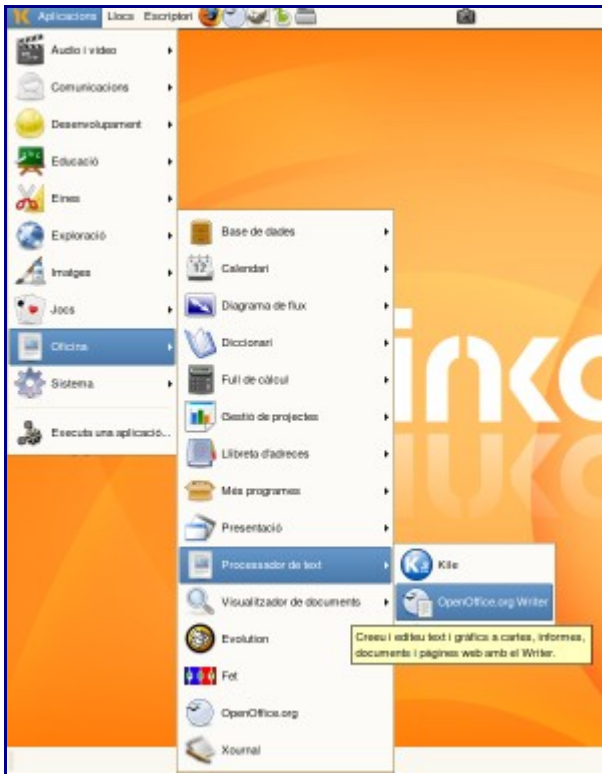 Aplicacions Llocs Escriptori
Àudio i vídeo
Comunicacions
Desenvolupament
Educació
Eines
Exploració
Imatges
Jocs
Oficina
Sistema
Executa una aplicació...
Base de dades
12
Calendari
Diagrama de flux
Diccionari
Full de càlcul
Gestió de projectes
Llibreta d'adreces
Més programes
Presentació
Processador de text
Visualitzador de documents
Evolution
Fet
OpenOffice.org
Xournal
Kile
OpenOffice.org Writer
Creeu i editeu text i gràfics a cartes, informes,
documents i pàgines web amb el Writer.